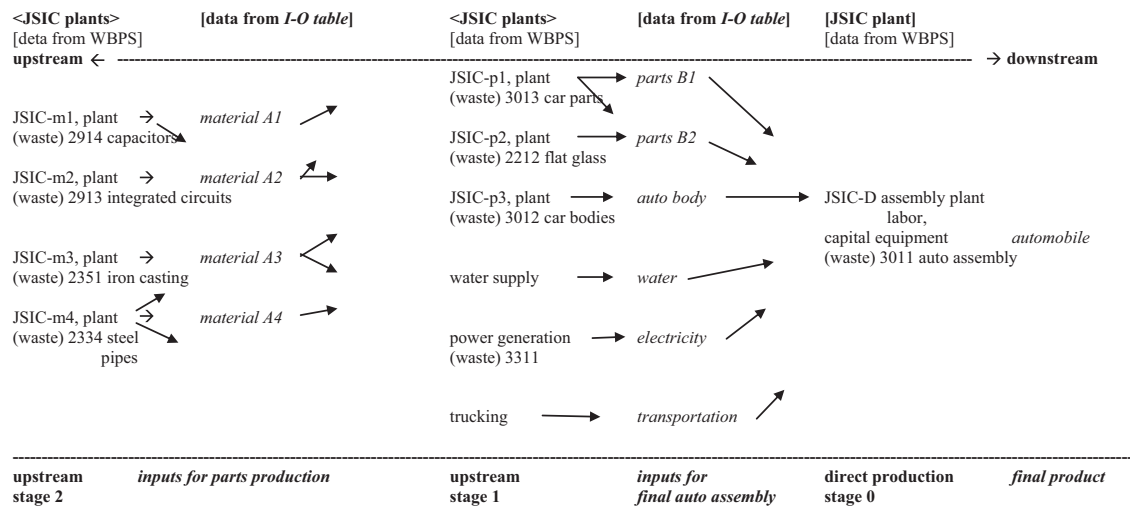 <JSIC plants> [data from I-O table] <JSIC plants> [data from I-O table] [JSIC plant]
[deta from WBPS] [data from WBPS] [data from WBPS]
upstream ← → downstream
JSIC-p1, plant parts B1
(waste) 3013 car parts
JSIC-m1, plant → material A1
(waste) 2914 capacitors
JSIC-p2, plant parts B2
(waste) 2212 flat glass
JSIC-m2, plant → material A2
(waste) 2913 integrated circuits
JSIC-p3, plant auto body JSIC-D assembly plant
(waste) 3012 car bodies labor,
capital equipment automobile
(waste) 3011 auto assembly
JSIC-m3, plant → material A3
(waste) 2351 iron casting
water supply water
JSIC-m4, plant → material A4
(waste) 2334 steel
pipes
power generation electricity
(waste) 3311
trucking transportation
upstream inputs for parts production upstream inputs for direct production final product
stage 2 stage 1 final auto assembly stage 0